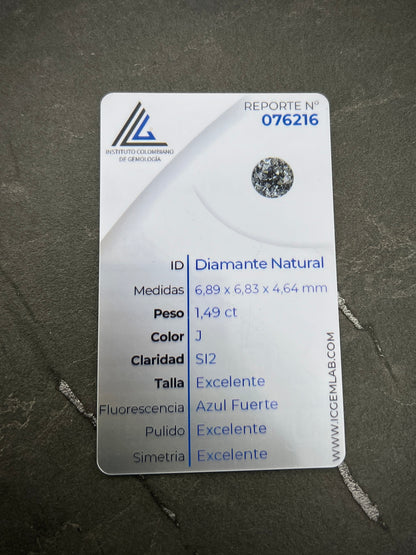 REPORTE Nº
076216
INSTITUTO COLOMBIANO
DE GEMOLOGÍA
ID Diamante Natural
Medidas 6,89 x 6,83 x 4,64 mm
Peso 1,49 ct
Color J
Claridad SI2
Talla Excelente
Fluorescencia Azul Fuerte
Pulido Excelente
Simetria Excelente
WWW.ICGEMLAB.COM